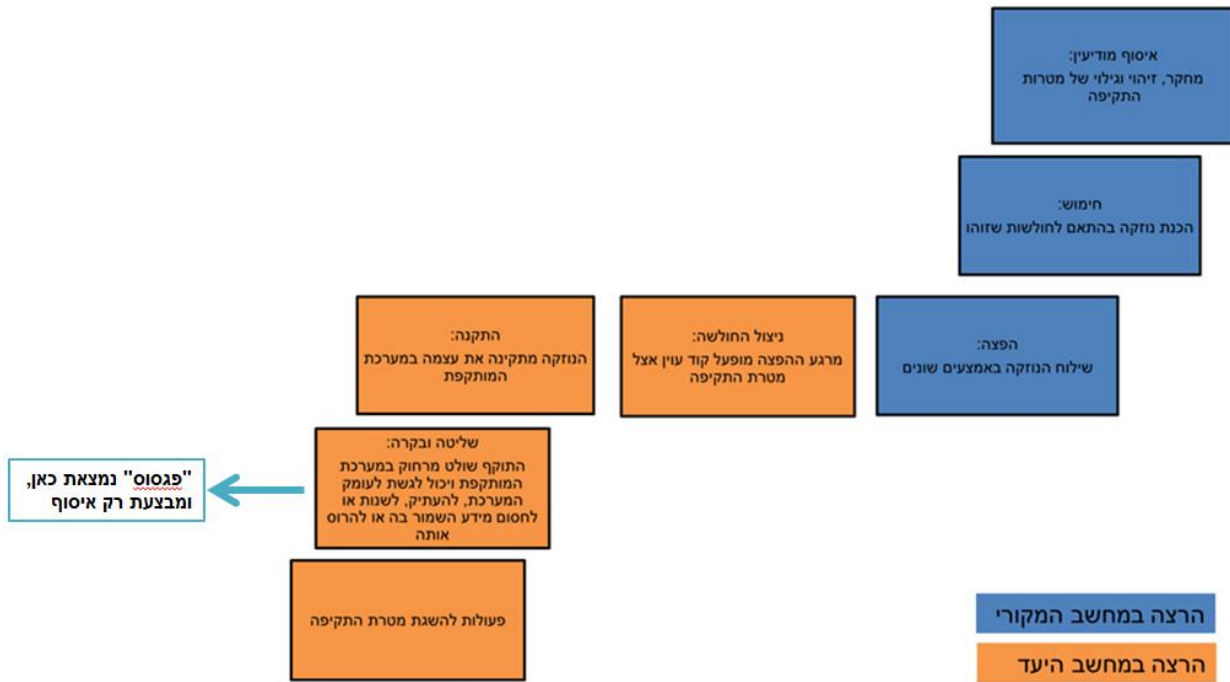 איסוף מודיעין:
מחקר, זיהוי וגילוי של מטרות
התקיפה
חימוש:
הכנת נוזקה בהתאם לחולשות שזוהו
הפצה:
שילוח הנוזקה באמצעים שונים
ניצול החולשה:
מרגע ההפצה מופעל קוד עוין אצל
מטרת התקיפה
התקנה:
הנוזקה מתקינה את עצמה במערכת
המותקפת
שליטה ובקרה:
התוקף שולט מרחוק במערכת
המותקפת ויכול לגשת לעומק
המערכת, להעתיק, לשנות או
לחסום מידע השמור בה או להרוס
אותה
"פגסוס" נמצאת כאן,
ומבצעת רק איסוף
פעולות להשגת מטרת התקיפה
הרצה במחשב המקורי
הרצה במחשב היעד